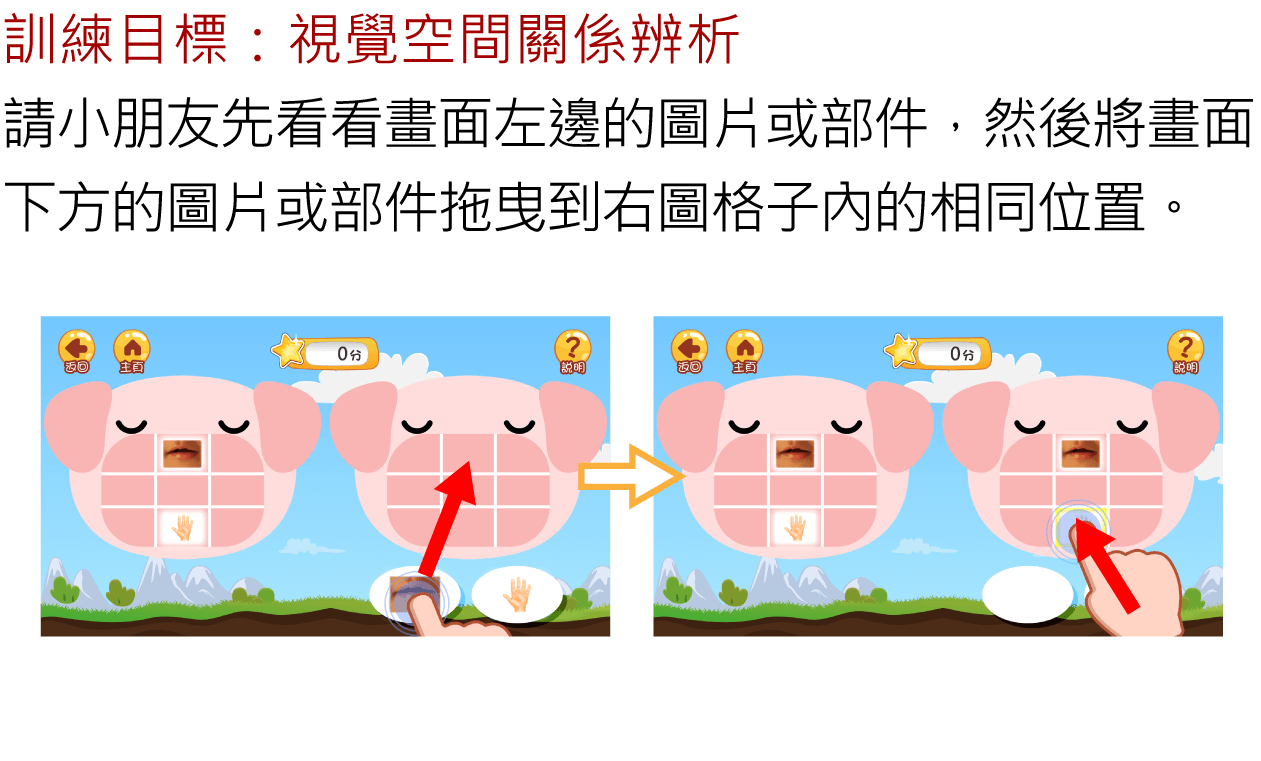 訓練目標：視覺空間關係辨析
請小朋友先看看畫面左邊的圖片或部件，然後將畫面
下方的圖片或部件拖曳到右圖格子內的相同位置。
返回 主頁 0分 説明
返回 主頁 0分 説明